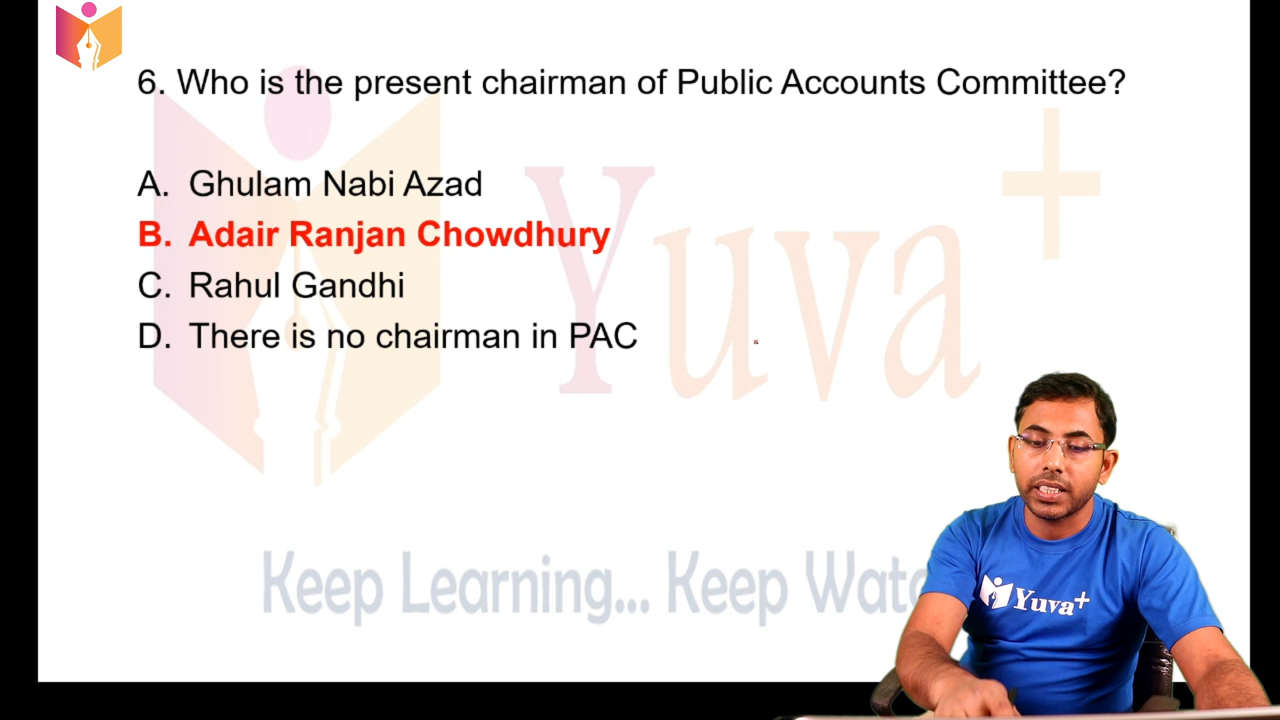 6. Who is the present chairman of Public Accounts Committee?
A. Ghulam Nabi Azad
B. Adair Ranjan Chowdhury
C. Rahul Gandhi
D. There is no chairman in PAC
Yuva+
Keep Learning... Keep Watc
Yuva+